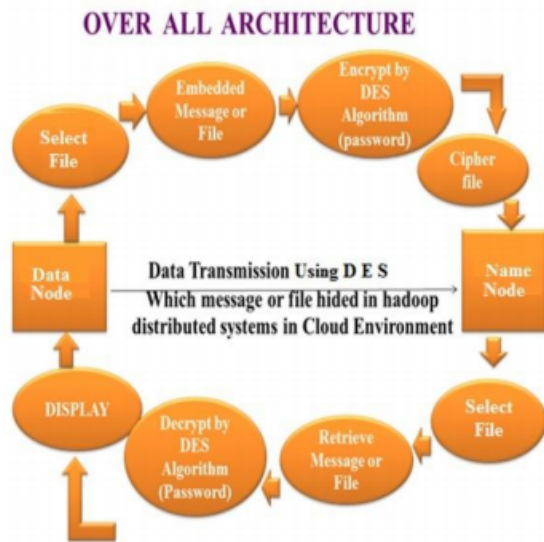 OVER ALL ARCHITECTURE
Embedded
Message or
File
Encrypt by
DES
Algorithm
(password)
Select
File
Cipher
file
Data
Node
Data Transmission Using D E S
Which message or file hided in hadoop
distributed systems in Cloud Environment
Name
Node
DISPLAY
Decrypt by
DES
Algorithm
(Password)
Retrieve
Message or
File
Select
File